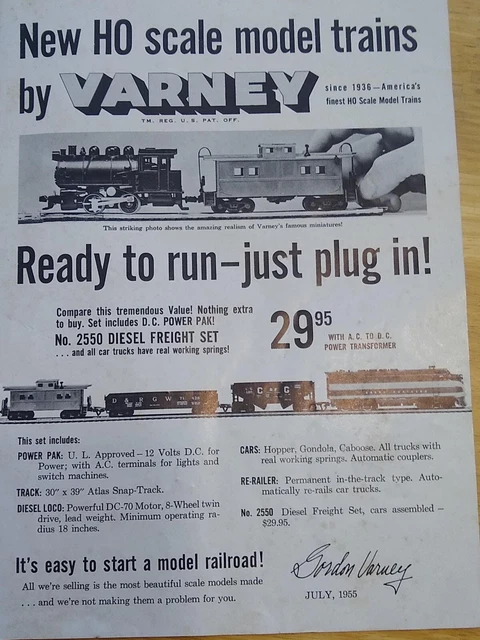 New HO scale model trains
by VARNEY since 1936—America's
finest HO Scale Model Trains
TM. REG. U. S. PAT. OFF.
This striking photo shows the amazing realism of Varney's famous miniatures!
Ready to run—just plug in!
Compare this tremendous Value! Nothing extra
to buy. Set includes D.C. POWER PAK!
No. 2550 DIESEL FREIGHT SET
. . . and all car trucks have real working springs!
29.95
WITH A.C. TO D.C.
POWER TRANSFORMER
D & R G W
C G
This set includes:
POWER PAK: U. L. Approved—12 Volts D.C. for
Power; with A.C. terminals for lights and
switch machines.
TRACK: 30" x 39" Atlas Snap-Track.
DIESEL LOCO: Powerful DC-70 Motor, 8-Wheel twin
drive, lead weight. Minimum operating ra-
dius 18 inches.
CARS: Hopper, Gondola, Caboose. All trucks with
real working springs. Automatic couplers.
RE-RAILER: Permanent in-the-track type. Auto-
matically re-rails car trucks.
No. 2550 Diesel Freight Set, cars assembled—
$29.95.
It's easy to start a model railroad!
All we're selling is the most beautiful scale models made
. . . and we're not making them a problem for you.
Gordon Varney
JULY, 1955